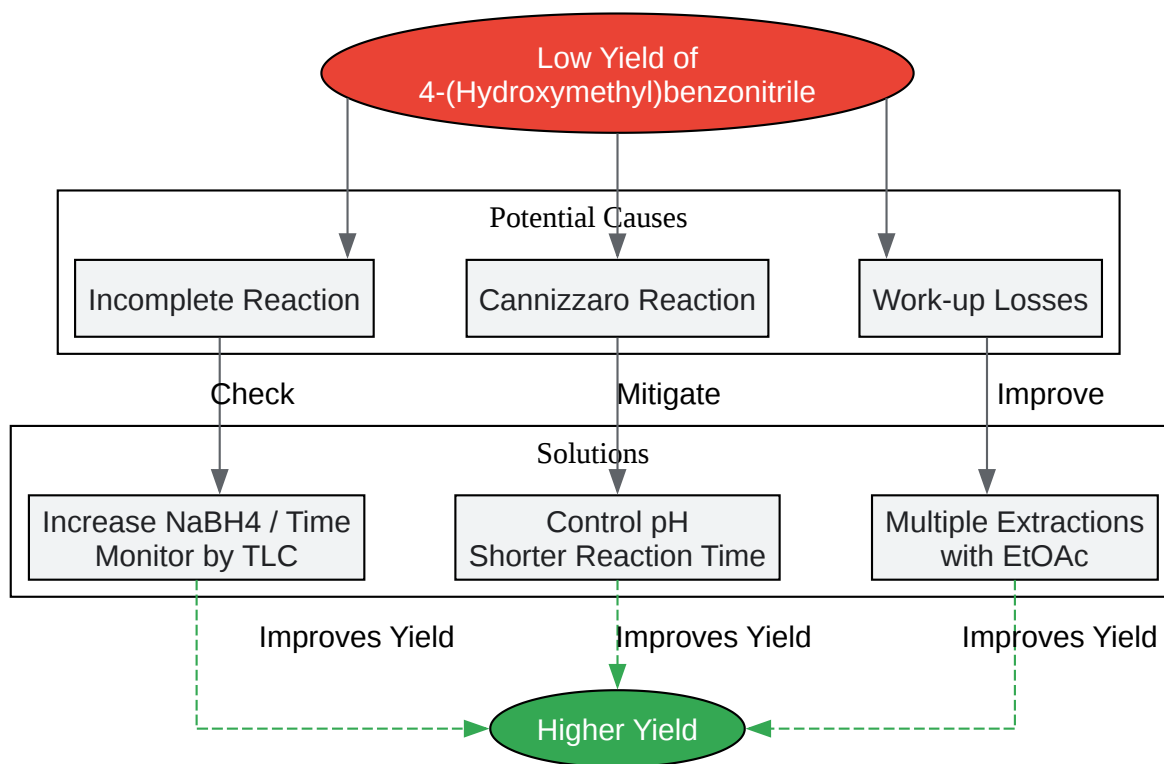 Low Yield of
4-(Hydroxymethyl)benzonitrile
Potential Causes
Incomplete Reaction
Cannizzaro Reaction
Work-up Losses
Check
Mitigate
Improve
Solutions
Increase NaBH4 / Time
Monitor by TLC
Control pH
Shorter Reaction Time
Multiple Extractions
with EtOAc
Improves Yield
Improves Yield
Improves Yield
Higher Yield